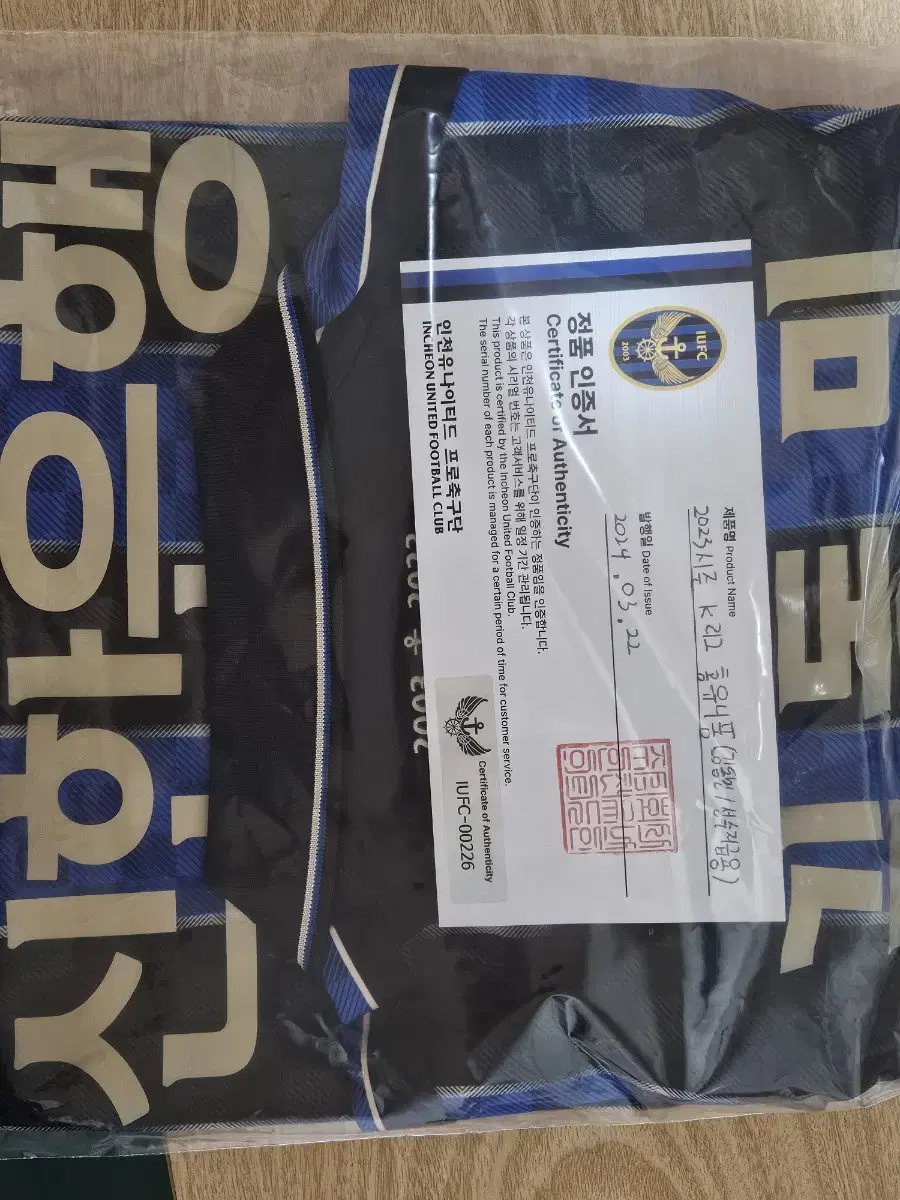 IUFC
2003
정품 인증서
Certificate of Authenticity
본 상품은 인천유나이티드 프로축구단이 인증하는 정품임을 인증합니다.
각 상품의 시리얼 번호는 고객서비스를 위해 일정 기간 관리됩니다.
This product is certified by the Incheon United Football Club.
The serial number of each product is managed for a certain period of time for customer service.
인천유나이티드 프로축구단
INCHEON UNITED FOOTBALL CLUB
제품명 Product Name
2023시즌 K리그 홈유니폼
발행일 Date of Issue
2024.03.22
Certificate of Authenticity
IUFC-00226
신한은행